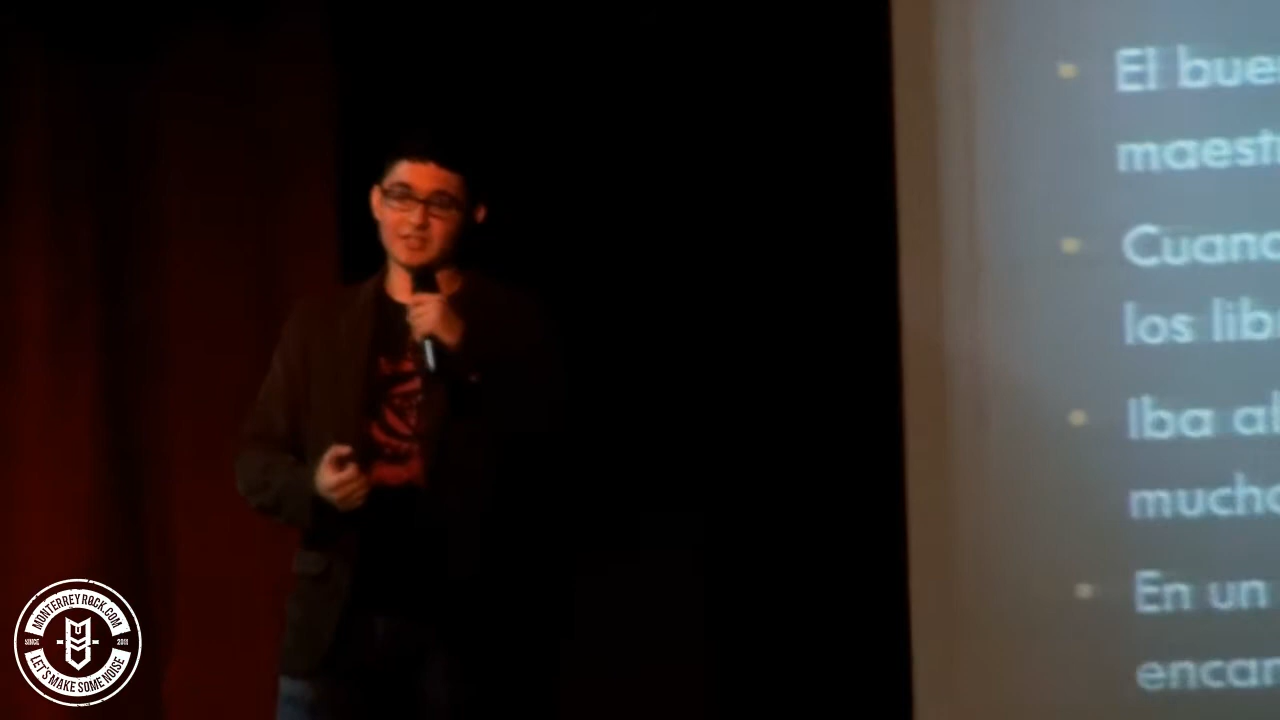 El bue
maest
Cuand
los lib
Iba al
mucho
En un
encan
MONTERREYROCK.COM
SINCE 2011
LET'S MAKE SOME NOISE